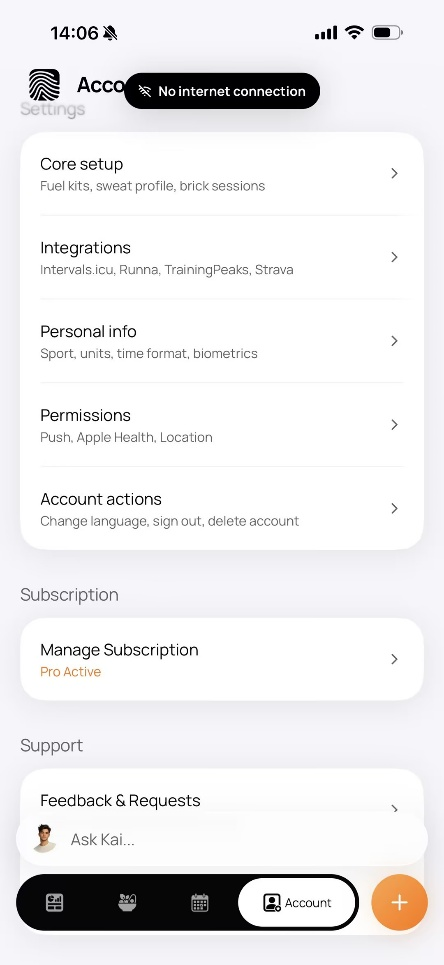 14:06
Acco
No internet connection
Settings
Core setup
Fuel kits, sweat profile, brick sessions
Integrations
Intervals.icu, Runna, TrainingPeaks, Strava
Personal info
Sport, units, time format, biometrics
Permissions
Push, Apple Health, Location
Account actions
Change language, sign out, delete account
Subscription
Manage Subscription
Pro Active
Support
Feedback & Requests
Ask Kai...
Account